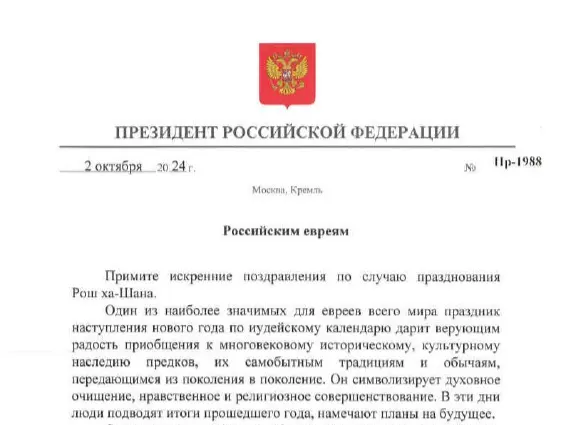 ПРЕЗИДЕНТ РОССИЙСКОЙ ФЕДЕРАЦИИ
2 октября 2024 г.
№ Пр-1988
Москва, Кремль
Российским евреям
Примите искренние поздравления по случаю празднования
Рош ха-Шана.
Один из наиболее значимых для евреев всего мира праздник
наступления нового года по иудейскому календарю дарит верующим
радость приобщения к многовековому историческому, культурному
наследию предков, их самобытным традициям и обычаям,
передающимся из поколения в поколение. Он символизирует духовное
очищение, нравственное и религиозное совершенствование. В эти дни
люди подводят итоги прошедшего года, намечают планы на будущее.